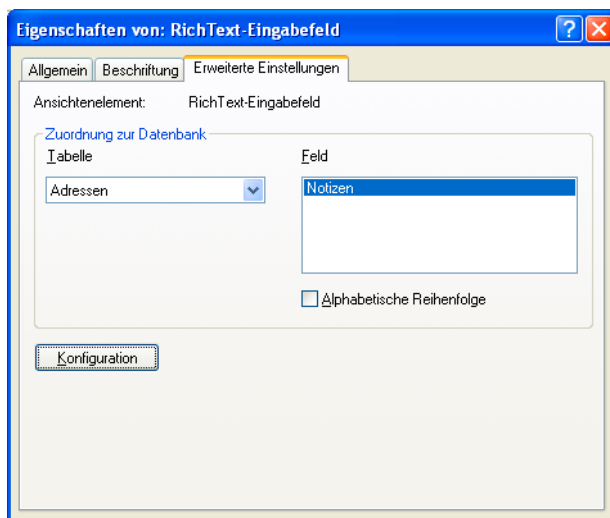 Eigenschaften von: RichText-Eingabefeld
Allgemein Beschriftung Erweiterte Einstellungen
Ansichtenelement: RichText-Eingabefeld
Zuordnung zur Datenbank
Tabelle Feld
Adressen Notizen
Alphabetische Reihenfolge
Konfiguration